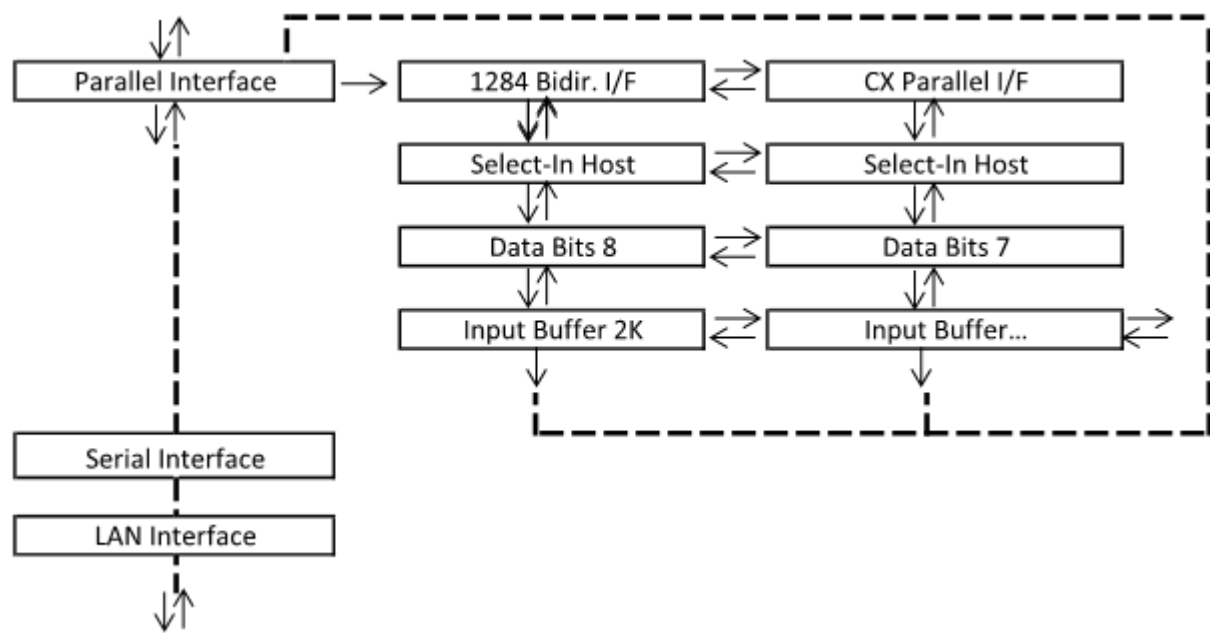 Parallel Interface
1284 Bidir. I/F
CX Parallel I/F
Select-In Host
Select-In Host
Data Bits 8
Data Bits 7
Input Buffer 2K
Input Buffer...
Serial Interface
LAN Interface